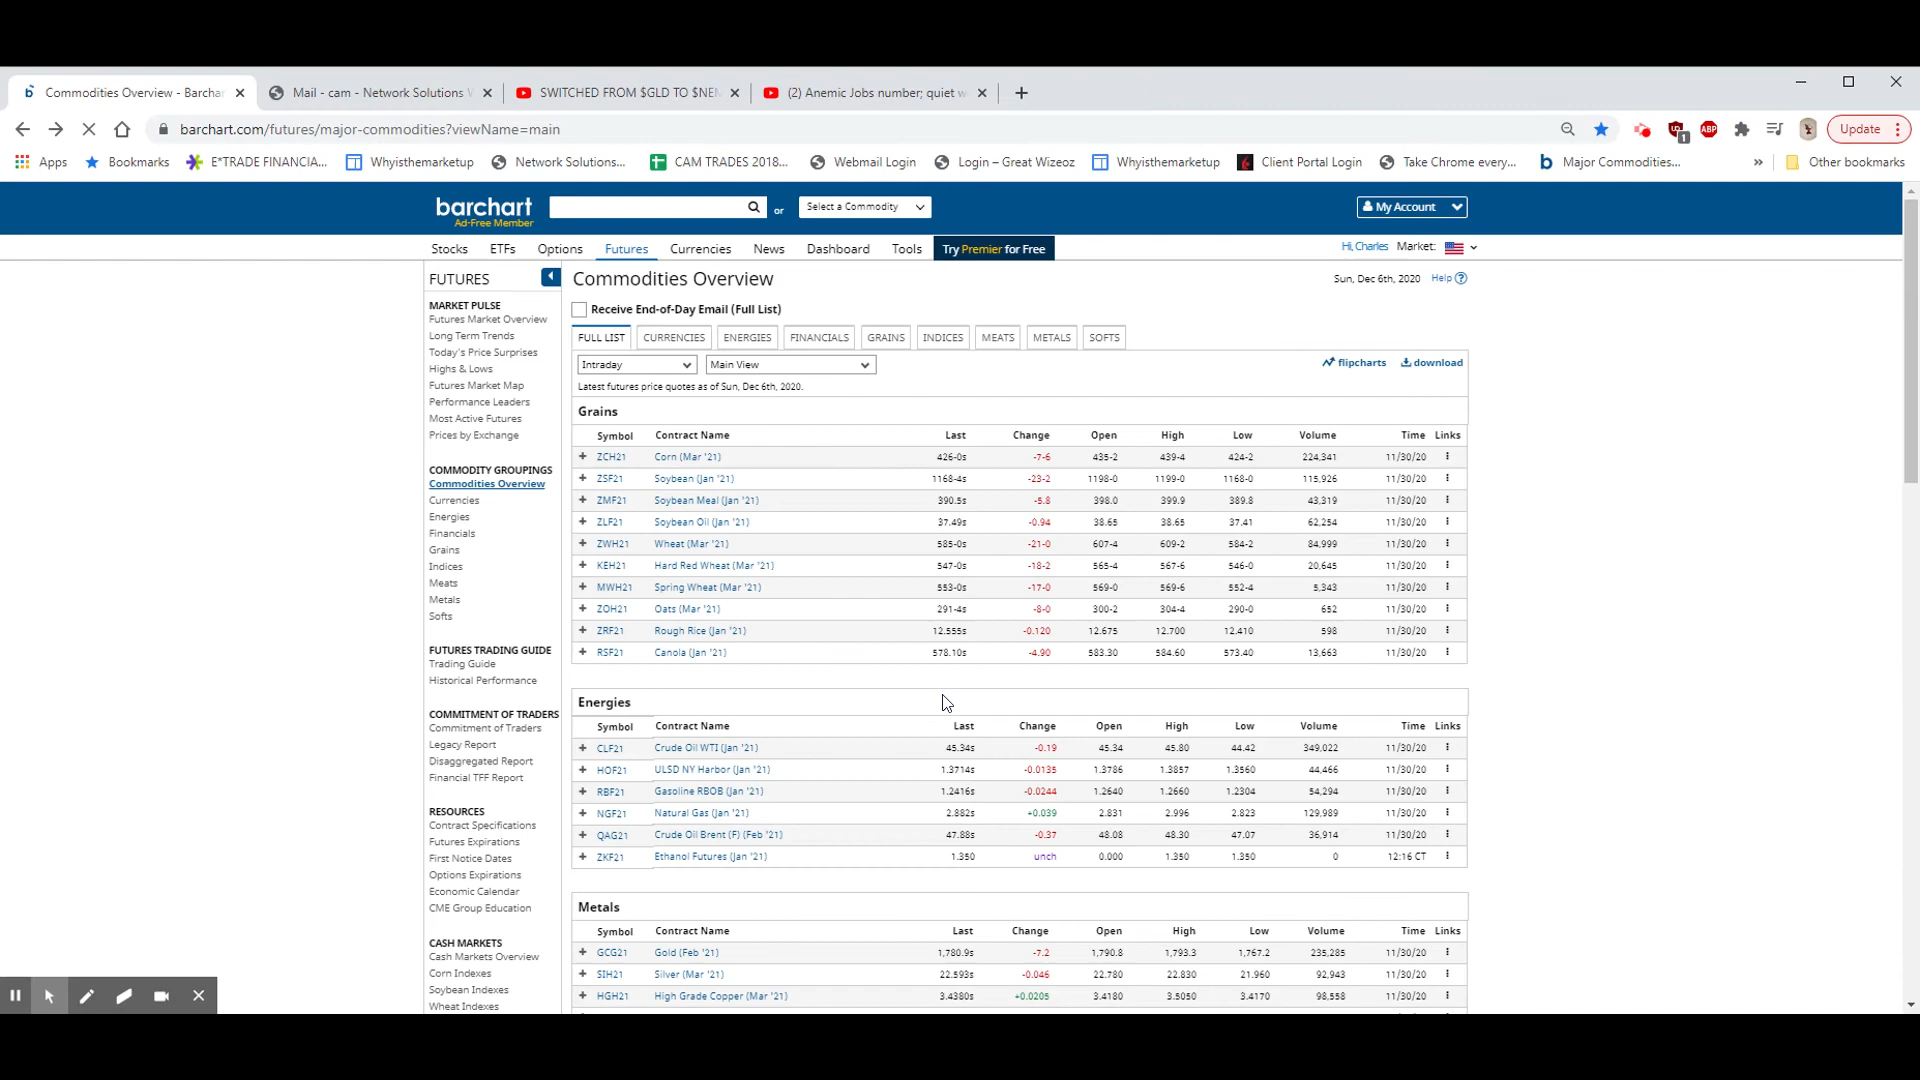 Commodities Overview - Barchar
Mail - cam - Network Solutions W
SWITCHED FROM $GLD TO $NEM
(2) Anemic Jobs number; quiet w
barchart.com/futures/major-commodities?viewName=main
1
ABP
Update
Apps
Bookmarks
E*TRADE FINANCIA...
Whyisthemarketup
Network Solutions...
CAM TRADES 2018...
Webmail Login
Login – Great Wizeoz
Whyisthemarketup
Client Portal Login
Take Chrome every...
Major Commodities...
»
Other bookmarks
barchart
Ad-Free Member
or
Select a Commodity
My Account
Stocks ETFs Options Futures Currencies News Dashboard Tools Try Premier for Free
Hi, Charles Market:
FUTURES
MARKET PULSE
Futures Market Overview
Long Term Trends
Today's Price Surprises
Highs & Lows
Futures Market Map
Performance Leaders
Most Active Futures
Prices by Exchange
COMMODITY GROUPINGS
Commodities Overview
Currencies
Energies
Financials
Grains
Indices
Meats
Metals
Softs
FUTURES TRADING GUIDE
Trading Guide
Historical Performance
COMMITMENT OF TRADERS
Commitment of Traders
Legacy Report
Disaggregated Report
Financial TFF Report
RESOURCES
Contract Specifications
Futures Expirations
First Notice Dates
Options Expirations
Economic Calendar
CME Group Education
CASH MARKETS
Cash Markets Overview
Corn Indexes
Soybean Indexes
Wheat Indexes
Commodities Overview
Sun, Dec 6th, 2020 Help ?
Receive End-of-Day Email (Full List)
FULL LIST CURRENCIES ENERGIES FINANCIALS GRAINS INDICES MEATS METALS SOFTS
Intraday Main View flipcharts download
Latest futures price quotes as of Sun, Dec 6th, 2020.
Grains
Symbol Contract Name Last Change Open High Low Volume Time Links
+ ZCH21 Corn (Mar '21) 426-0s -7-6 435-2 439-4 424-2 224,341 11/30/20
+ ZSF21 Soybean (Jan '21) 1168-4s -23-2 1198-0 1199-0 1168-0 115,926 11/30/20
+ ZMF21 Soybean Meal (Jan '21) 390.5s -5.8 398.0 399.9 389.8 43,319 11/30/20
+ ZLF21 Soybean Oil (Jan '21) 37.49s -0.94 38.65 38.65 37.41 62,254 11/30/20
+ ZWH21 Wheat (Mar '21) 585-0s -21-0 607-4 609-2 584-2 84,999 11/30/20
+ KEH21 Hard Red Wheat (Mar '21) 547-0s -18-2 565-4 567-6 546-0 20,645 11/30/20
+ MWH21 Spring Wheat (Mar '21) 553-0s -17-0 569-0 569-6 552-4 5,343 11/30/20
+ ZOH21 Oats (Mar '21) 291-4s -8-0 300-2 304-4 290-0 652 11/30/20
+ ZRF21 Rough Rice (Jan '21) 12.555s -0.120 12.675 12.700 12.410 598 11/30/20
+ RSF21 Canola (Jan '21) 578.10s -4.90 583.30 584.60 573.40 13,663 11/30/20
Energies
Symbol Contract Name Last Change Open High Low Volume Time Links
+ CLF21 Crude Oil WTI (Jan '21) 45.34s -0.19 45.34 45.80 44.42 349,022 11/30/20
+ HOF21 ULSD NY Harbor (Jan '21) 1.3714s -0.0135 1.3786 1.3857 1.3560 44,466 11/30/20
+ RBF21 Gasoline RBOB (Jan '21) 1.2416s -0.0244 1.2640 1.2660 1.2304 54,294 11/30/20
+ NGF21 Natural Gas (Jan '21) 2.882s +0.039 2.831 2.996 2.823 129,989 11/30/20
+ QAG21 Crude Oil Brent (F) (Feb '21) 47.88s -0.37 48.08 48.30 47.07 36,914 11/30/20
+ ZKF21 Ethanol Futures (Jan '21) 1.350 unch 0.000 1.350 1.350 0 12:16 CT
Metals
Symbol Contract Name Last Change Open High Low Volume Time Links
+ GCG21 Gold (Feb '21) 1,780.9s -7.2 1,790.8 1,793.3 1,767.2 235,285 11/30/20
+ SIH21 Silver (Mar '21) 22.593s -0.046 22.780 22.830 21.960 92,943 11/30/20
+ HGH21 High Grade Copper (Mar '21) 3.4380s +0.0205 3.4180 3.5050 3.4170 98,558 11/30/20